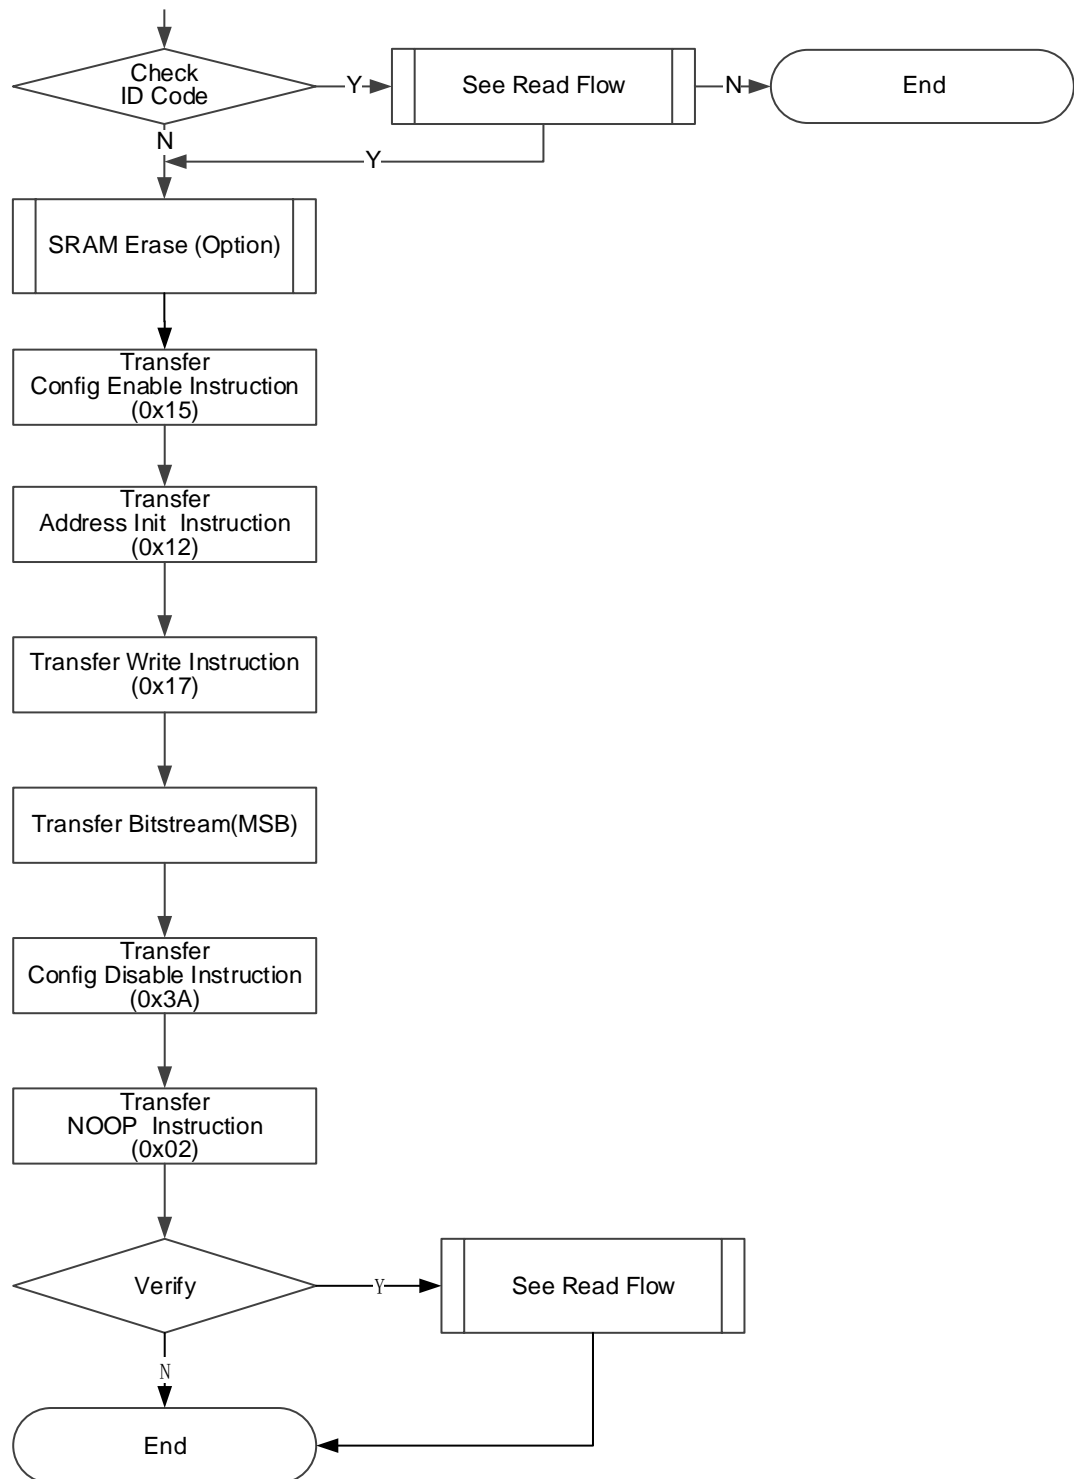 Check
ID Code
Y
See Read Flow
N
End
N
Y
SRAM Erase (Option)
Transfer
Config Enable Instruction
(0x15)
Transfer
Address Init  Instruction
(0x12)
Transfer Write Instruction
(0x17)
Transfer Bitstream(MSB)
Transfer
Config Disable Instruction
(0x3A)
Transfer
NOOP  Instruction
(0x02)
Verify
Y
See Read Flow
N
End